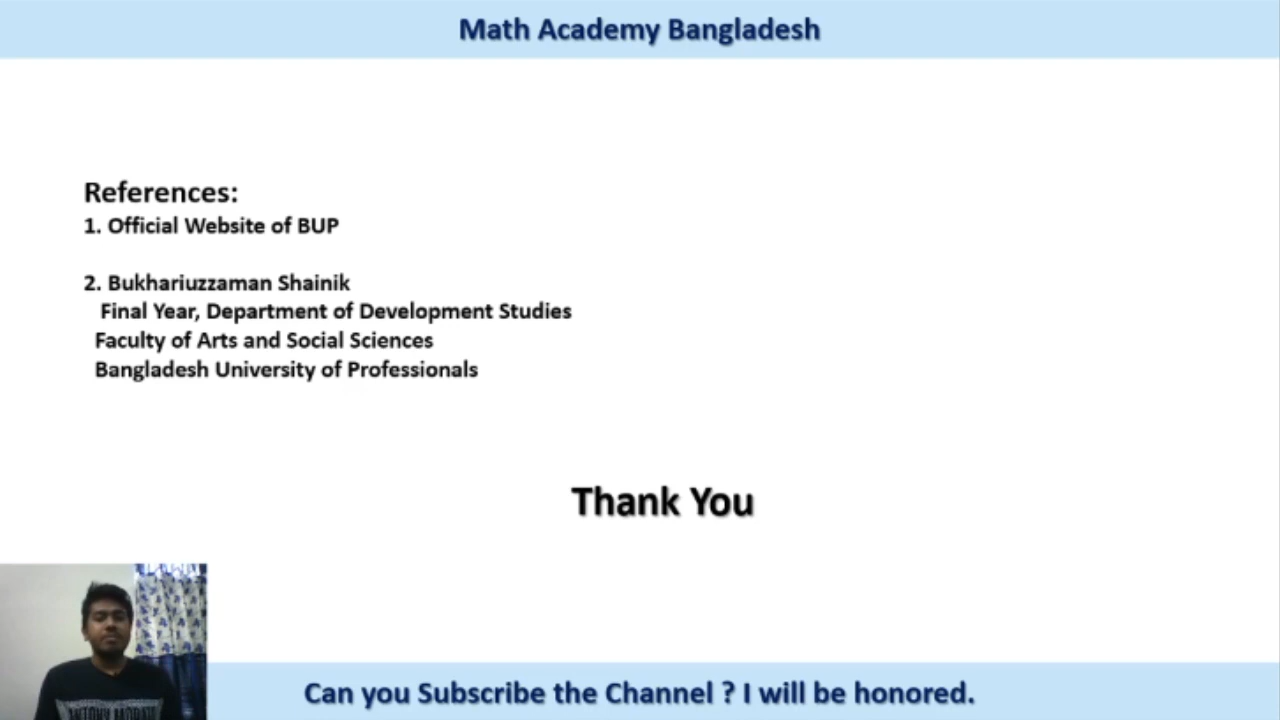 Math Academy Bangladesh
References:
1. Official Website of BUP
2. Bukhariuzzaman Shainik
Final Year, Department of Development Studies
Faculty of Arts and Social Sciences
Bangladesh University of Professionals
Thank You
ANTONY MORATO
Can you Subscribe the Channel ? I will be honored.